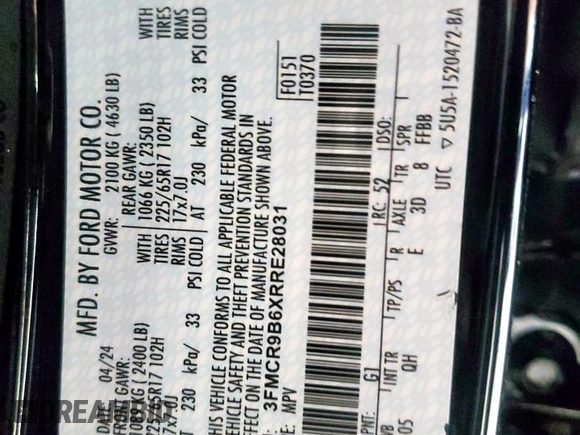 MFD. BY FORD MOTOR CO.
DATE: 04/24 GVWR: 2100 KG ( 4630 LB)
FRONT GAWR: REAR GAWR:
KG ( 2400 LB) WITH 1066 KG ( 2350 LB) WITH
225/65R17 102H TIRES 225/65R17 102H TIRES
17x7.0J RIMS 17x7.0J RIMS
AT 230 kPa/ 33 PSI COLD AT 230 kPa/ 33 PSI COLD
THIS VEHICLE CONFORMS TO ALL APPLICABLE FEDERAL MOTOR
VEHICLE SAFETY AND THEFT PREVENTION STANDARDS IN
EFFECT ON THE DATE OF MANUFACTURE SHOWN ABOVE.
3FMCR9B6XRRE28031 F0151
MPV T0370
PNT: G1 RC: 52 DSO:
INT TR TP/PS R AXLE TR SPR
05 QH E 3D 8 FFBB
UTC ▽ 5U5A-1520472-BA